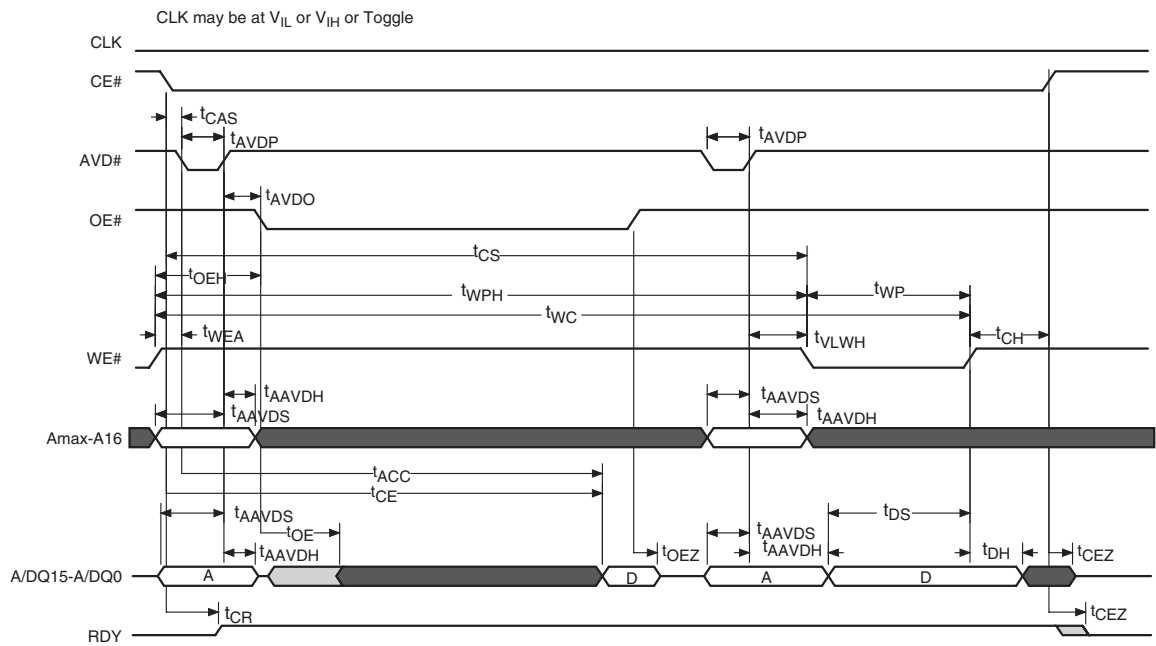 CLK may be at VIL or VIH or Toggle
CLK
CE#
tCAS
tAVDP
tAVDP
AVD#
tAVDO
OE#
tCS
tOEH
tWPH
tWP
tWC
tWEA
tVLWH
tCH
WE#
tAAVDH
tAAVDS
tAAVDS
tAAVDH
Amax-A16
tACC
tCE
tAAVDS
tOE
tDS
tAAVDH
tOEZ
tAAVDS
tAAVDH
tDH
tCEZ
A/DQ15-A/DQ0
A
D
A
D
tCR
tCEZ
RDY